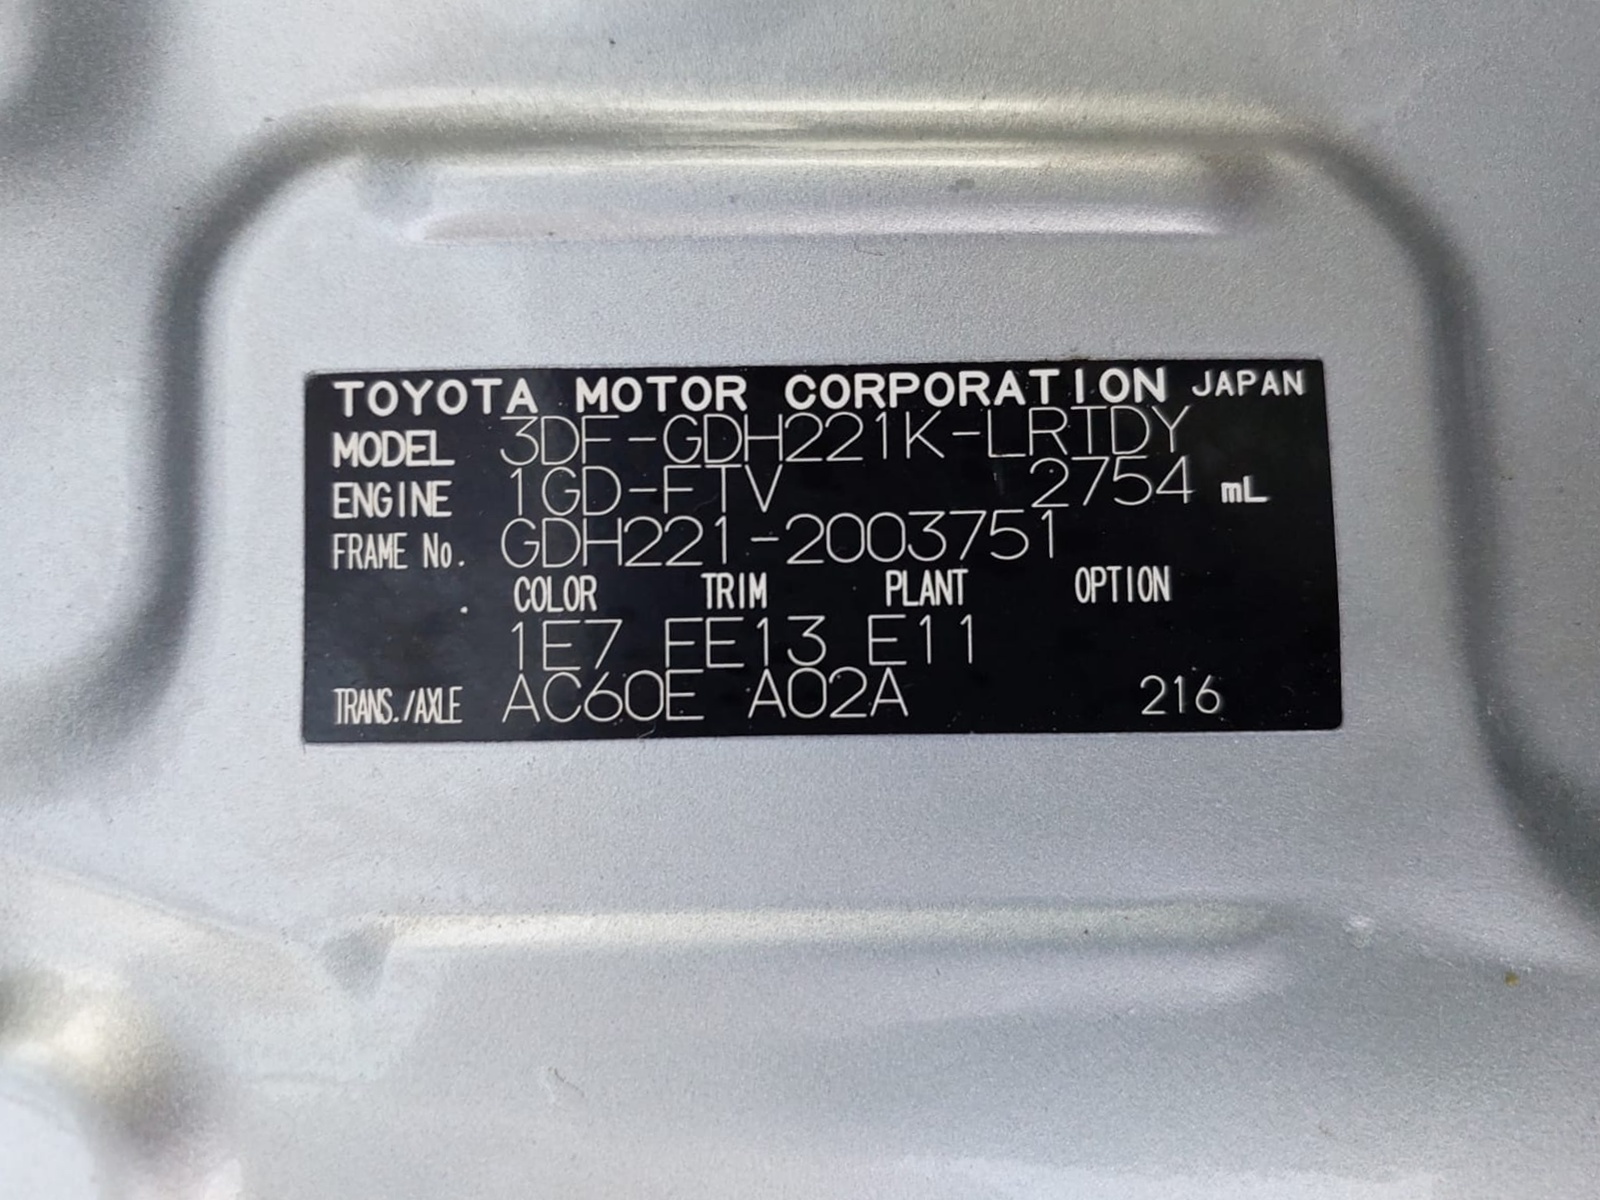 TOYOTA MOTOR CORPORATION JAPAN
MODEL 3DF-GDH221K-LRTDY
ENGINE 1GD-FTV 2754 mL
FRAME No. GDH221-2003751
COLOR TRIM PLANT OPTION
1E7 FE13 E11
TRANS./AXLE AC60E A02A 216